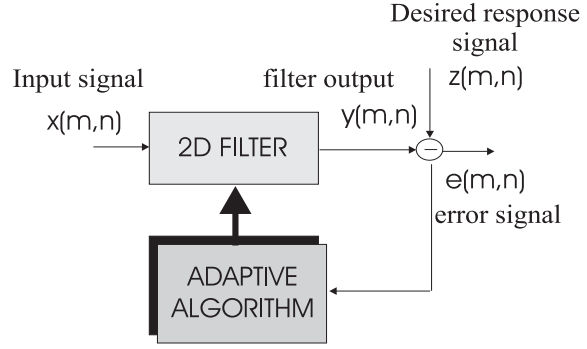 Desired response
signal
z(m,n)
Input signal
x(m,n)
filter output
y(m,n)
2D FILTER
−
e(m,n)
error signal
ADAPTIVE
ALGORITHM